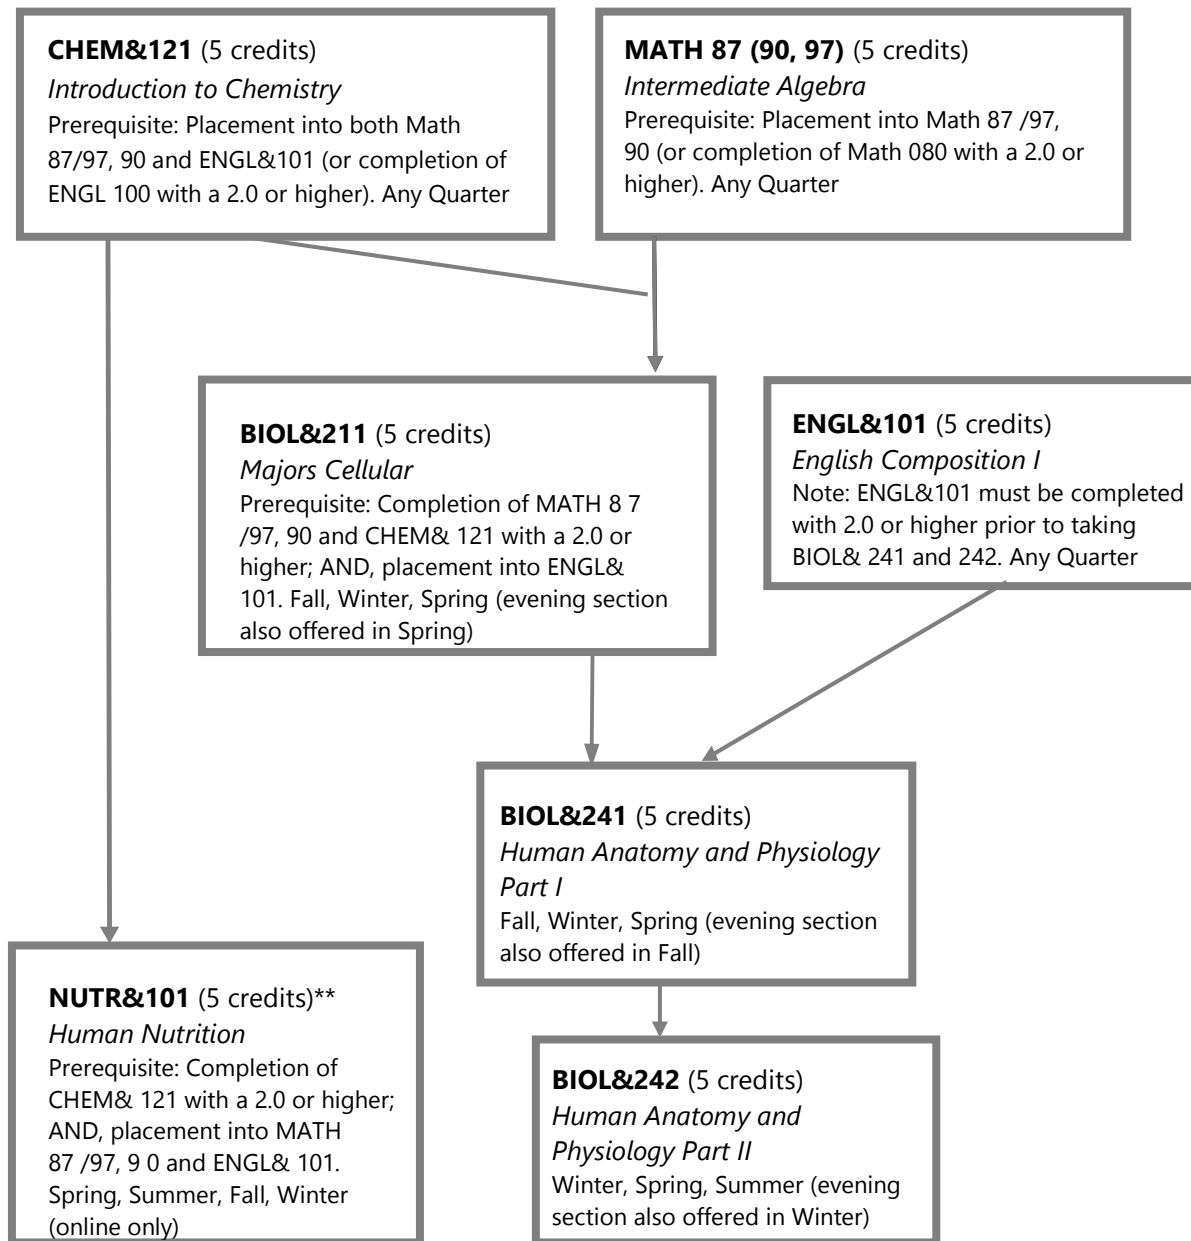 CHEM&121 (5 credits)
Introduction to Chemistry
Prerequisite: Placement into both Math
87/97, 90 and ENGL&101 (or completion of
ENGL 100 with a 2.0 or higher). Any Quarter
MATH 87 (90, 97) (5 credits)
Intermediate Algebra
Prerequisite: Placement into Math 87 /97,
90 (or completion of Math 080 with a 2.0 or
higher). Any Quarter
BIOL&211 (5 credits)
Majors Cellular
Prerequisite: Completion of MATH 8 7
/97, 90 and CHEM& 121 with a 2.0 or
higher; AND, placement into ENGL&
101. Fall, Winter, Spring (evening section
also offered in Spring)
ENGL&101 (5 credits)
English Composition I
Note: ENGL&101 must be completed
with 2.0 or higher prior to taking
BIOL& 241 and 242. Any Quarter
BIOL&241 (5 credits)
Human Anatomy and Physiology
Part I
Fall, Winter, Spring (evening section
also offered in Fall)
NUTR&101 (5 credits)**
Human Nutrition
Prerequisite: Completion of
CHEM& 121 with a 2.0 or higher;
AND, placement into MATH
87 /97, 9 0 and ENGL& 101.
Spring, Summer, Fall, Winter
(online only)
BIOL&242 (5 credits)
Human Anatomy and
Physiology Part II
Winter, Spring, Summer (evening
section also offered in Winter)